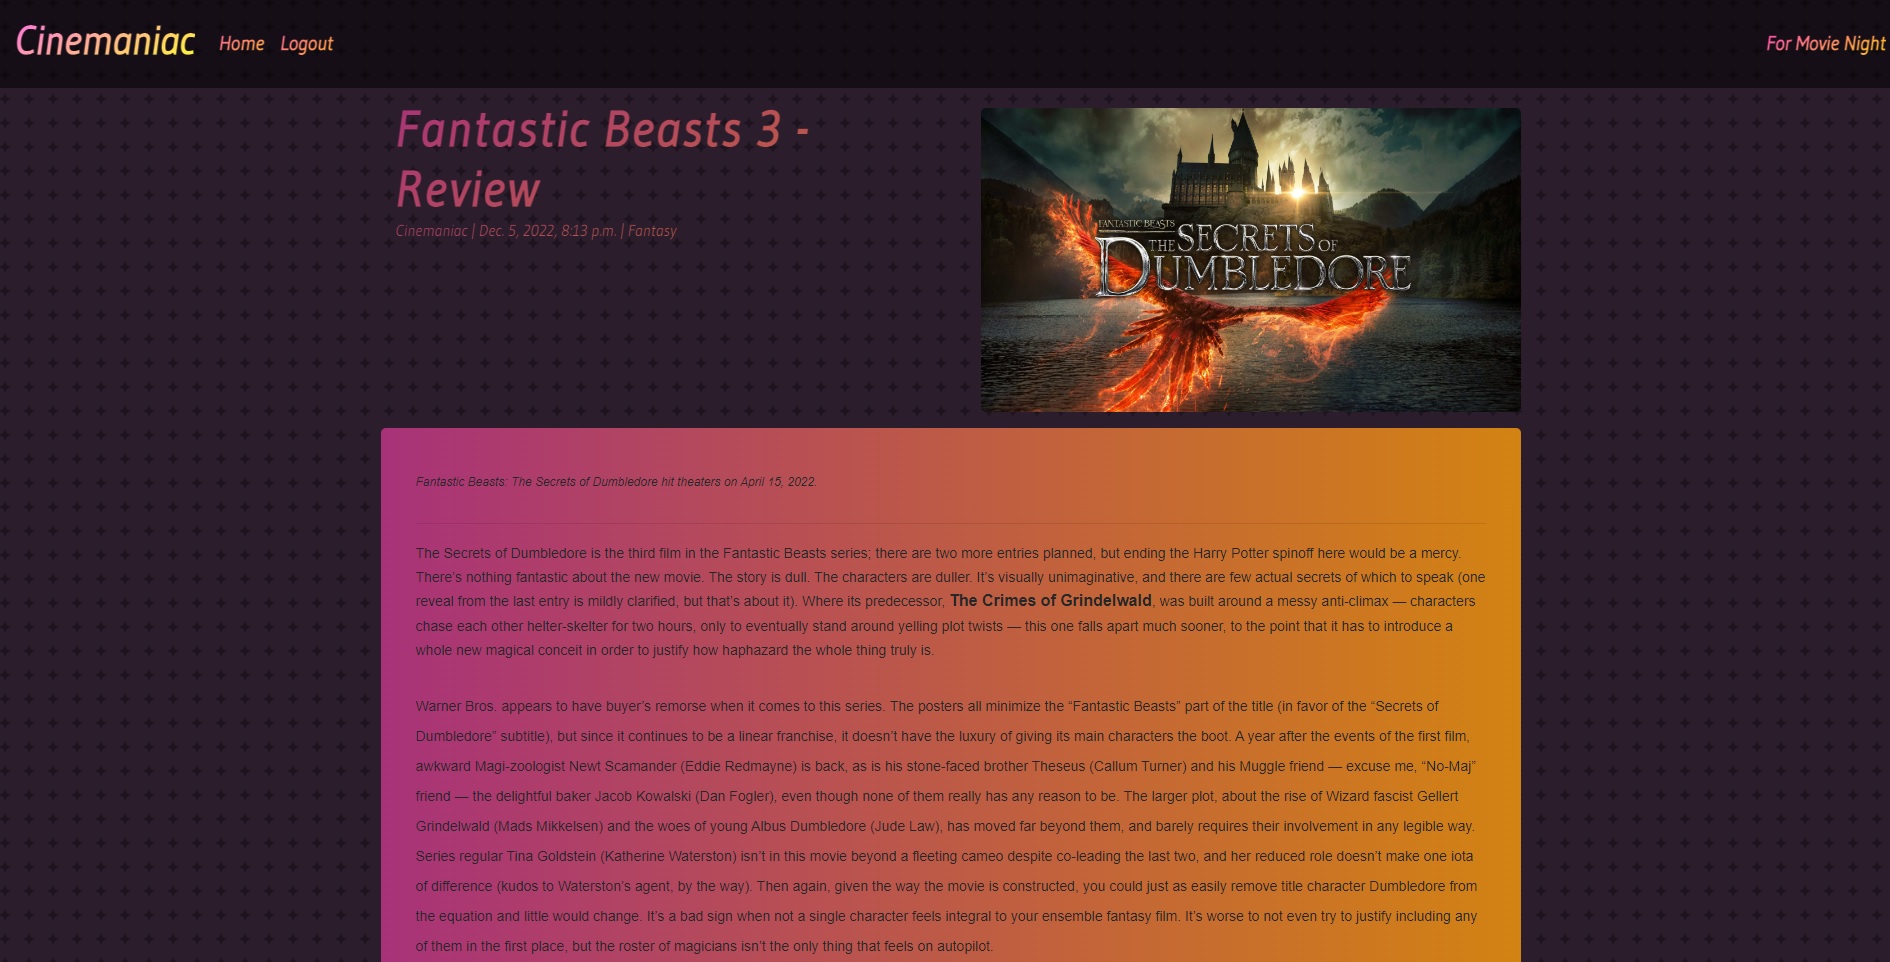 Cinemaniac Home Logout For Movie Night
Fantastic Beasts 3 -
Review
Cinemaniac | Dec. 5, 2022, 8:13 p.m. | Fantasy
FANTASTIC BEASTS
THE SECRETS OF
DUMBLEDORE
Fantastic Beasts: The Secrets of Dumbledore hit theaters on April 15, 2022.
The Secrets of Dumbledore is the third film in the Fantastic Beasts series; there are two more entries planned, but ending the Harry Potter spinoff here would be a mercy.
There’s nothing fantastic about the new movie. The story is dull. The characters are duller. It’s visually unimaginative, and there are few actual secrets of which to speak (one
reveal from the last entry is mildly clarified, but that’s about it). Where its predecessor, The Crimes of Grindelwald, was built around a messy anti-climax — characters
chase each other helter-skelter for two hours, only to eventually stand around yelling plot twists — this one falls apart much sooner, to the point that it has to introduce a
whole new magical conceit in order to justify how haphazard the whole thing truly is.
Warner Bros. appears to have buyer’s remorse when it comes to this series. The posters all minimize the “Fantastic Beasts” part of the title (in favor of the “Secrets of
Dumbledore” subtitle), but since it continues to be a linear franchise, it doesn’t have the luxury of giving its main characters the boot. A year after the events of the first film,
awkward Magi-zoologist Newt Scamander (Eddie Redmayne) is back, as is his stone-faced brother Theseus (Callum Turner) and his Muggle friend — excuse me, “No-Maj”
friend — the delightful baker Jacob Kowalski (Dan Fogler), even though none of them really has any reason to be. The larger plot, about the rise of Wizard fascist Gellert
Grindelwald (Mads Mikkelsen) and the woes of young Albus Dumbledore (Jude Law), has moved far beyond them, and barely requires their involvement in any legible way.
Series regular Tina Goldstein (Katherine Waterston) isn’t in this movie beyond a fleeting cameo despite co-leading the last two, and her reduced role doesn’t make one iota
of difference (kudos to Waterston’s agent, by the way). Then again, given the way the movie is constructed, you could just as easily remove title character Dumbledore from
the equation and little would change. It’s a bad sign when not a single character feels integral to your ensemble fantasy film. It’s worse to not even try to justify including any
of them in the first place, but the roster of magicians isn’t the only thing that feels on autopilot.